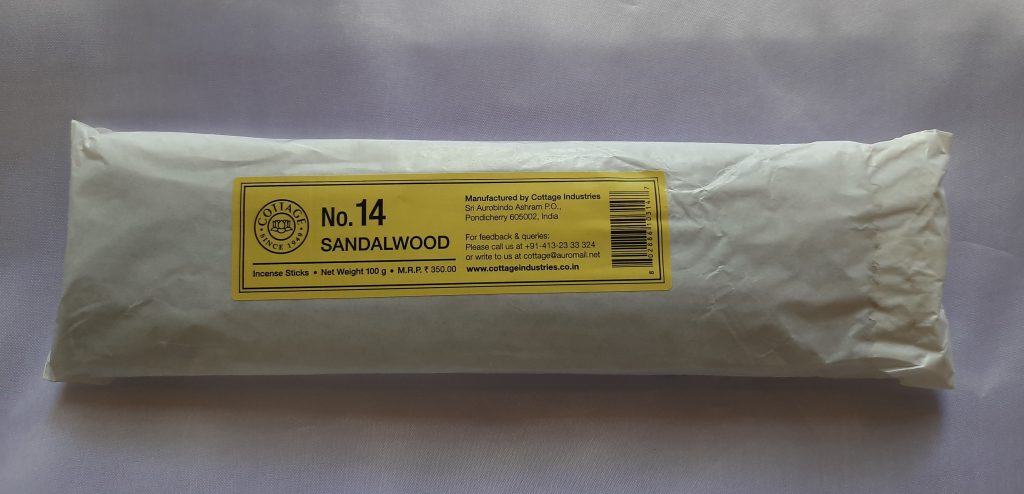 COTTAGE
• SINCE 1949 •
No.14
SANDALWOOD
Incense Sticks • Net Weight 100 g • M.R.P. ₹ 350.00
Manufactured by Cottage Industries
Sri Aurobindo Ashram P.O.,
Pondicherry 605002, India
For feedback & queries:
Please call us at +91-413-23 33 324
or write to us at cottage@auromail.net
www.cottageindustries.co.in